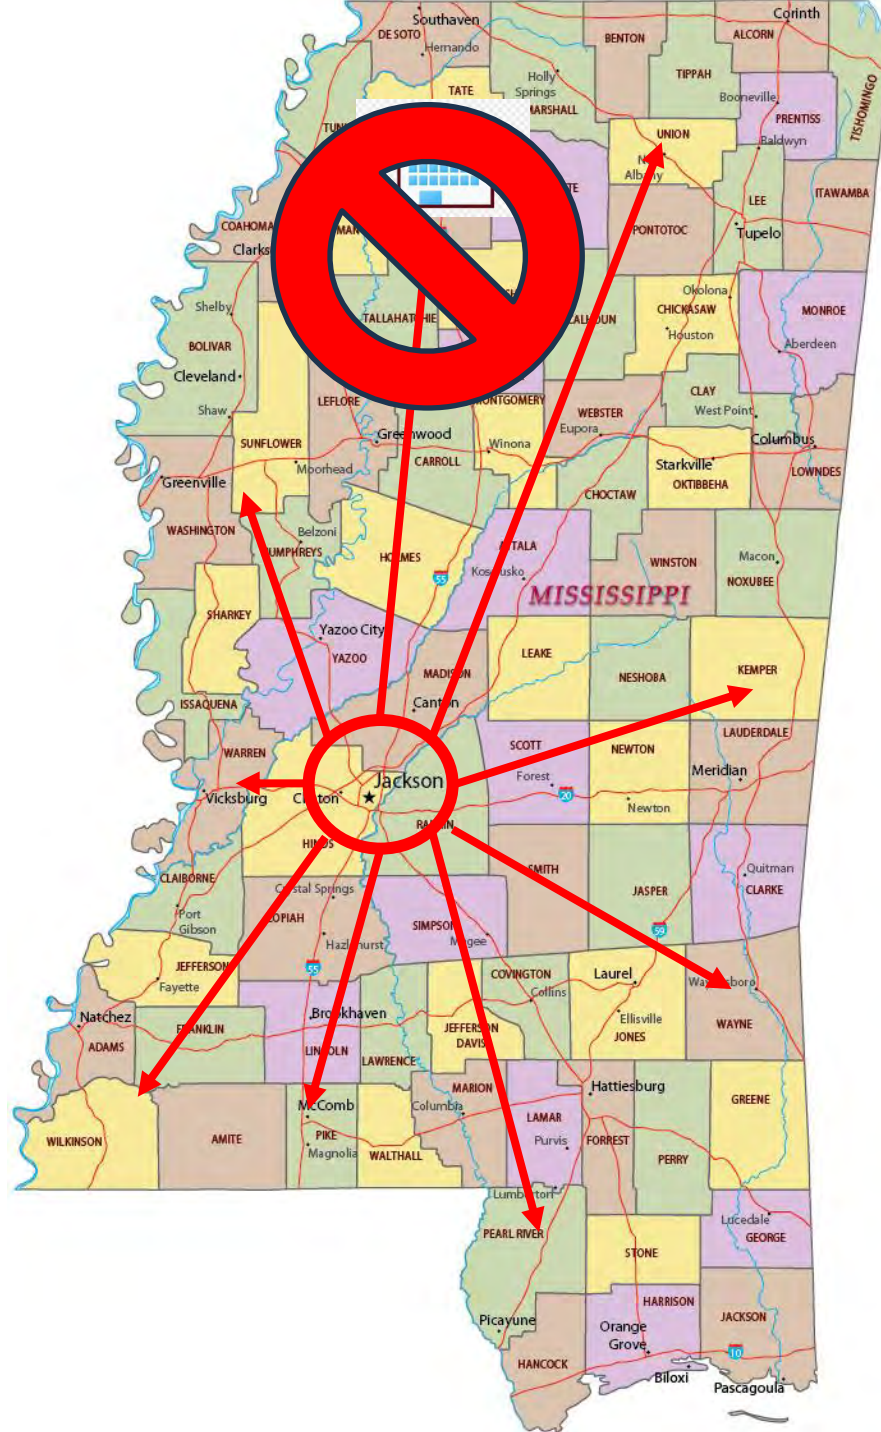 Southaven
Corinth
DE SOTO
Hernando
BENTON
ALCORN
TIPPAH
TATE
Holly
Springs
MARSHALL
Booneville
PRENTISS
TISHOMINGO
UNION
Baldwyn
Albany
LEE
ITAWAMBA
COAHOMA
PONTOTOC
Tupelo
Shelby
Okolona
CHICKASAW
MONROE
TALLAHATCHIE
Houston
BOLIVAR
Aberdeen
Cleveland
CLAY
LEFLORE
MONTGOMERY
WEBSTER
West Point
Shaw
Eupora
Greenwood
SUNFLOWER
Winona
Columbus
CARROLL
Starkville
Moorhead
LOWNDES
Greenville
OKTIBBEHA
CHOCTAW
WASHINGTON
Belzoni
HOLMES
WINSTON
Macon
55
NOXUBEE
MISSISSIPPI
SHARKEY
Yazoo City
YAZOO
LEAKE
MADISON
NESHOBA
KEMPER
Canton
ISSAQUENA
WARREN
SCOTT
NEWTON
LAUDERDALE
Forest
Meridian
Jackson
Vicksburg
Clinton
20
Newton
HINDS
SMITH
Quitman
CLAIBORNE
Crystal Springs
JASPER
CLARKE
Port
Gibson
COPIAH
SIMPSON
59
Magee
Hazlehurst
JEFFERSON
55
COVINGTON
Laurel
Fayette
Collins
Natchez
Brookhaven
Ellisville
WAYNE
FRANKLIN
JEFFERSON
DAVIS
JONES
ADAMS
LINCOLN
LAWRENCE
MARION
Hattiesburg
GREENE
McComb
Columbia
LAMAR
WILKINSON
AMITE
PIKE
Magnolia
WALTHALL
Purvis
FORREST
PERRY
Lumberton
PEARL RIVER
Lucedale
GEORGE
STONE
HARRISON
Picayune
Orange
Grove
JACKSON
HANCOCK
10
Biloxi
Pascagoula